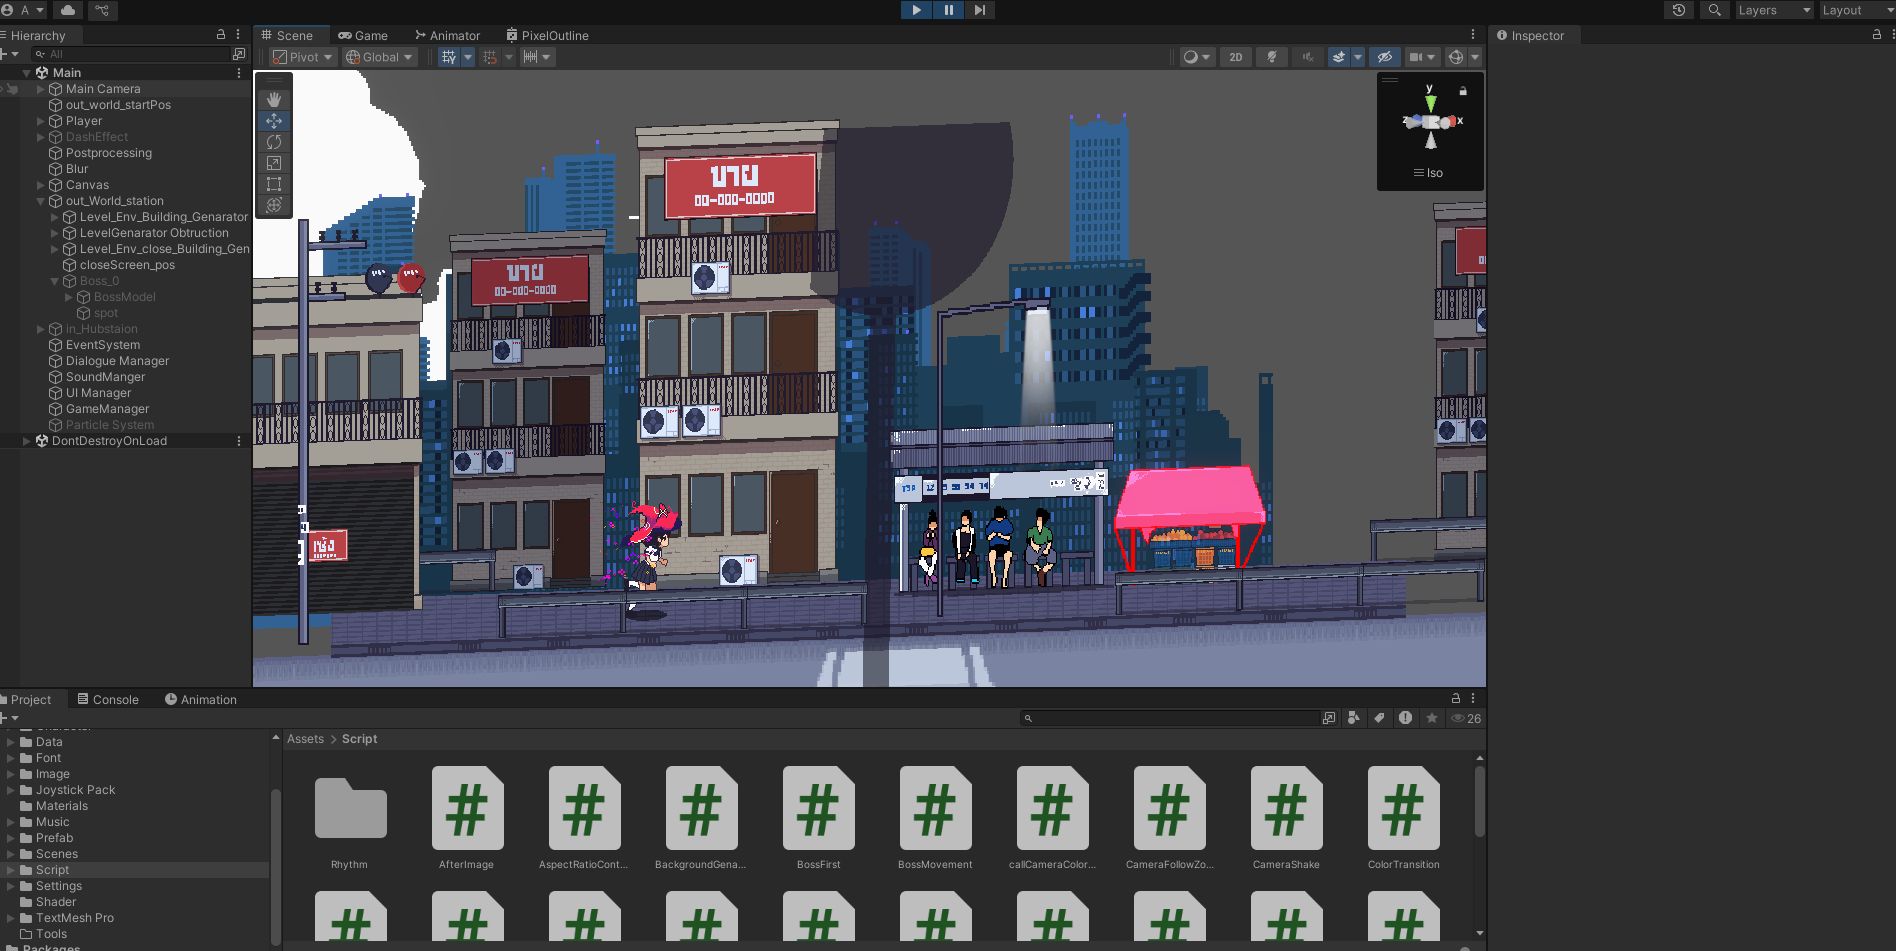 A
Layers
Layout
Hierarchy
All
Main
Main Camera
out_world_startPos
Player
DashEffect
Postprocessing
Blur
Canvas
out_World_station
Level_Env_Building_Genarator
LevelGenarator Obtruction
Level_Env_close_Building_Gen
closeScreen_pos
Boss_0
BossModel
spot
in_Hubstaion
EventSystem
Dialogue Manager
SoundManger
UI Manager
GameManager
Particle System
DontDestroyOnLoad
Scene
Game
Animator
PixelOutline
Pivot
Global
2D
y
z
x
Iso
ขาย
00-000-0000
ขาย
00-000-0000
Inspector
Project
Console
Animation
26
Data
Font
Image
Joystick Pack
Materials
Music
Prefab
Scenes
Script
Settings
Shader
TextMesh Pro
Tools
Packages
Assets > Script
Rhythm
AfterImage
AspectRatioCont...
BackgroundGena...
BossFirst
BossMovement
callCameraColor...
CameraFollowZo...
CameraShake
ColorTransition